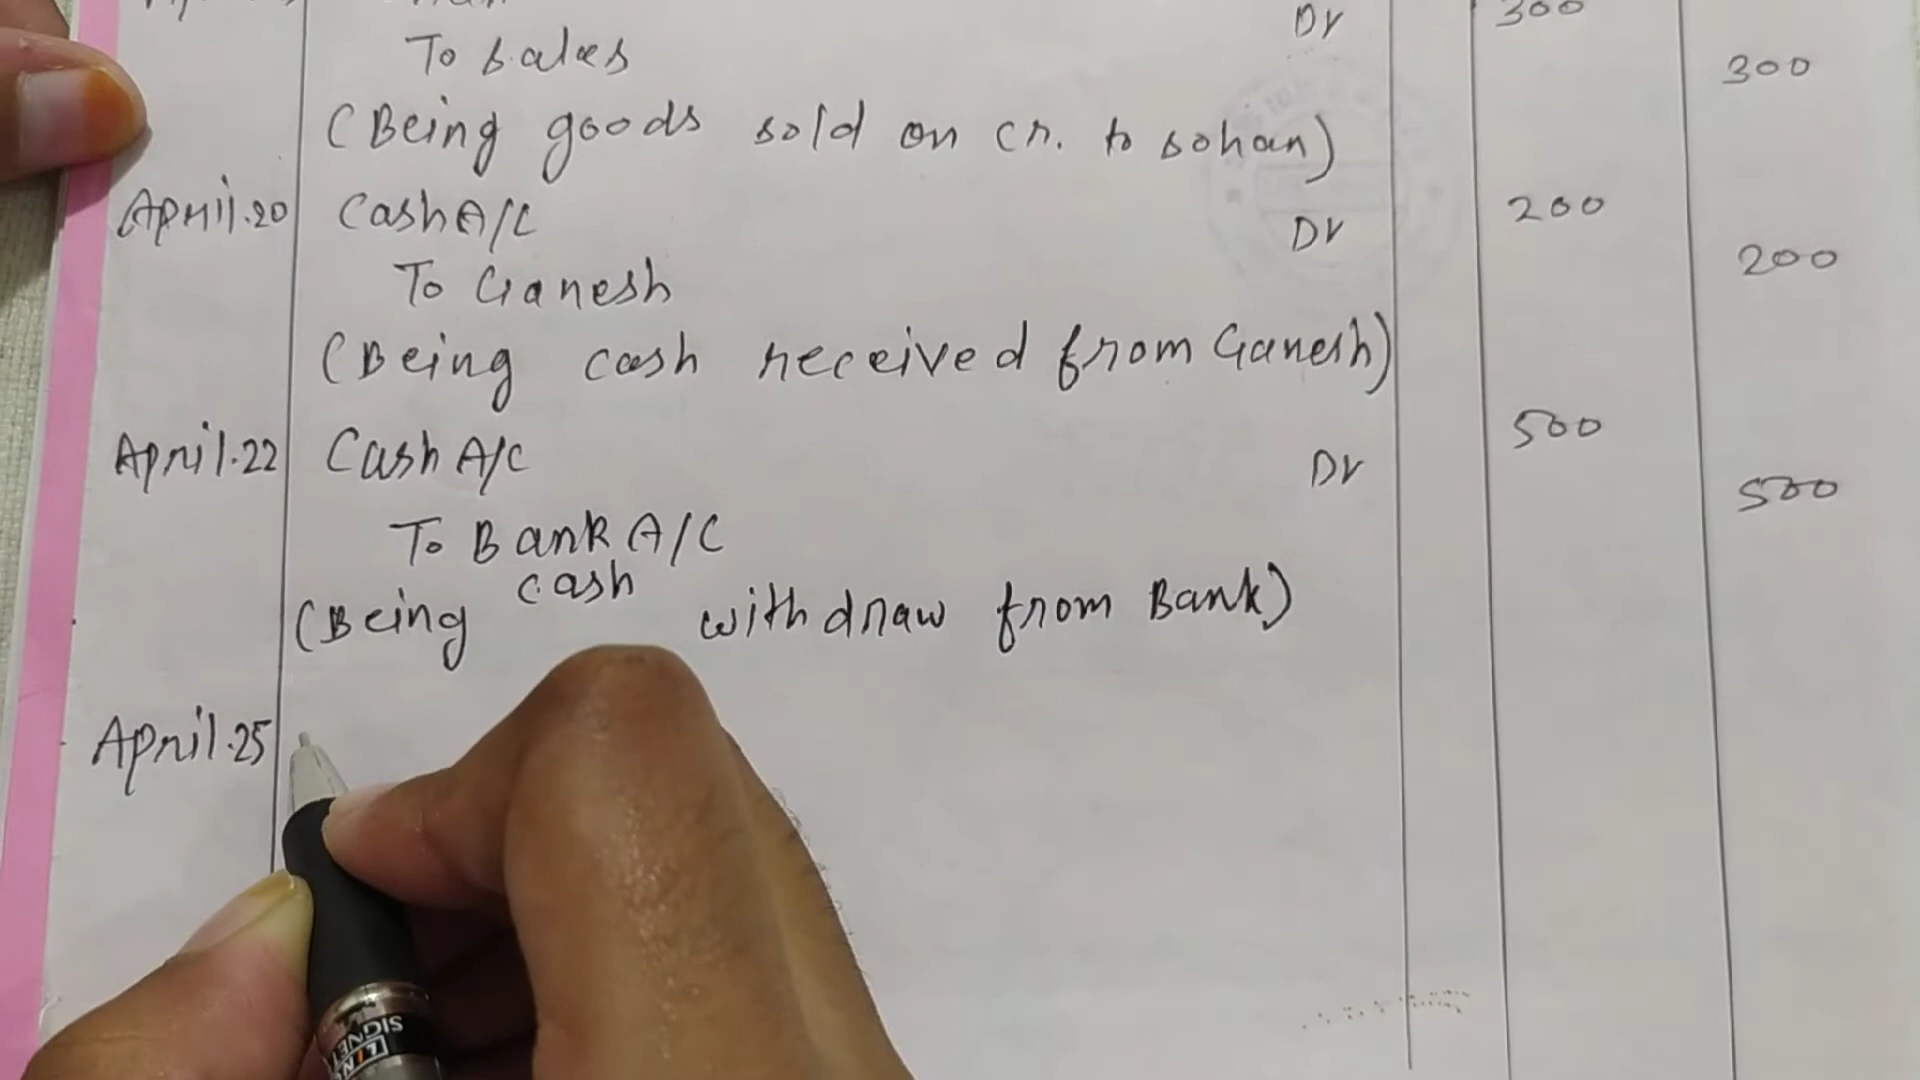 Dr 300
To sales 300
(Being goods sold on cr. to sohan)
April.20 Cash A/C Dr 200
To Ganesh 200
(Being cash received from Ganesh)
April.22 Cash A/C Dr 500
To Bank A/C 500
(Being cash withdraw from Bank)
April.25
LINC
SIGNET